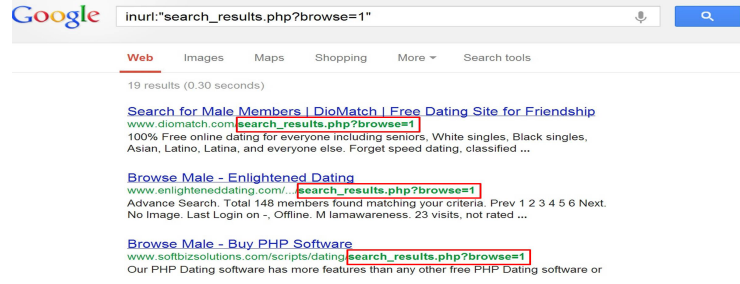 Google inurl:"search_results.php?browse=1"
Web Images Maps Shopping More Search tools
19 results (0.30 seconds)
Search for Male Members | DioMatch | Free Dating Site for Friendship
www.diomatch.com/search_results.php?browse=1
100% Free online dating for everyone including seniors, White singles, Black singles,
Asian, Latino, Latina, and everyone else. Forget speed dating, classified ...
Browse Male - Enlightened Dating
www.enlighteneddating.com/.../search_results.php?browse=1
Advance Search. Total 148 members found matching your criteria. Prev 1 2 3 4 5 6 Next.
No Image. Last Login on -, Offline. M Iamawareness. 23 visits, not rated ...
Browse Male - Buy PHP Software
www.softbizsolutions.com/scripts/dating/search_results.php?browse=1
Our PHP Dating software has more features than any other free PHP Dating software or